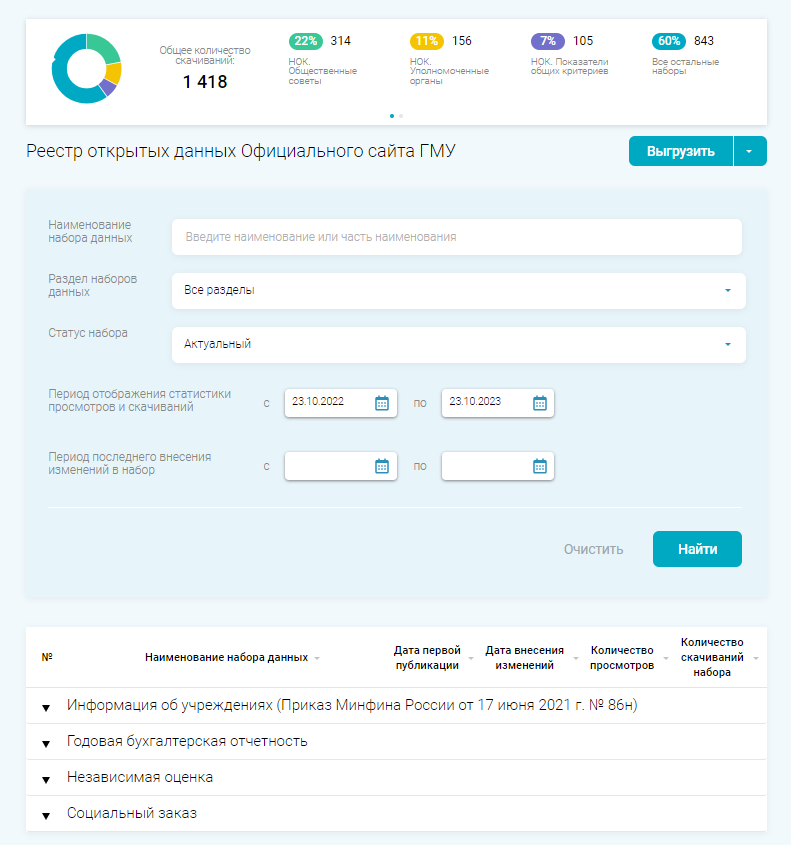 Общее количество
скачиваний:
1 418
22% 314
НОК.
Общественные
советы
11% 156
НОК.
Уполномоченные
органы
7% 105
НОК. Показатели
общих критериев
60% 843
Все остальные
наборы
Реестр открытых данных Официального сайта ГМУ
Выгрузить
Наименование
набора данных
Введите наименование или часть наименования
Раздел наборов
данных
Все разделы
Статус набора
Актуальный
Период отображения статистики
просмотров и скачиваний
с 23.10.2022 по 23.10.2023
Период последнего внесения
изменений в набор
с по
Очистить Найти
№
Наименование набора данных
Дата первой
публикации
Дата внесения
изменений
Количество
просмотров
Количество
скачиваний
набора
Информация об учреждениях (Приказ Минфина России от 17 июня 2021 г. № 86н)
Годовая бухгалтерская отчетность
Независимая оценка
Социальный заказ